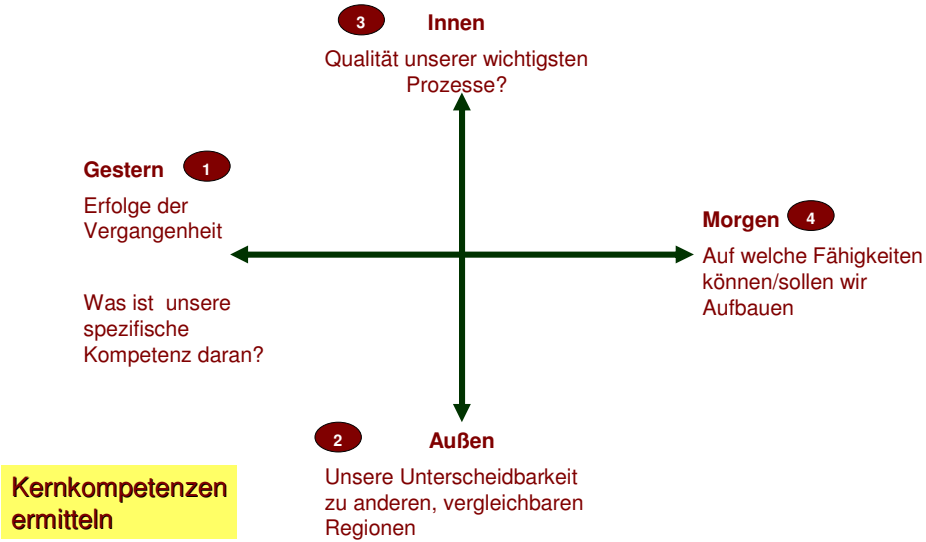 3 Innen
Qualität unserer wichtigsten
Prozesse?
Gestern 1
Erfolge der
Vergangenheit
Was ist unsere
spezifische
Kompetenz daran?
Morgen 4
Auf welche Fähigkeiten
können/sollen wir
Aufbauen
2 Außen
Unsere Unterscheidbarkeit
zu anderen, vergleichbaren
Regionen
Kernkompetenzen
ermitteln